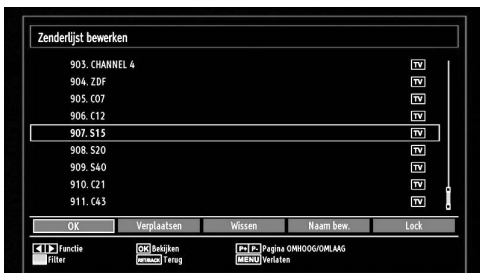 Zenderlijst bewerken
903. CHANNEL 4 TV
904. ZDF TV
905. C07 TV
906. C12 TV
907. S15 TV
908. S20 TV
909. S40 TV
910. C21 TV
911. C43 TV
OK Verplaatsen Wissen Naam bew. Lock
Functie OK Bekijken P+ P- Pagina OMHOOG/OMLAAG
Filter RET/BACK Terug MENU Verlaten